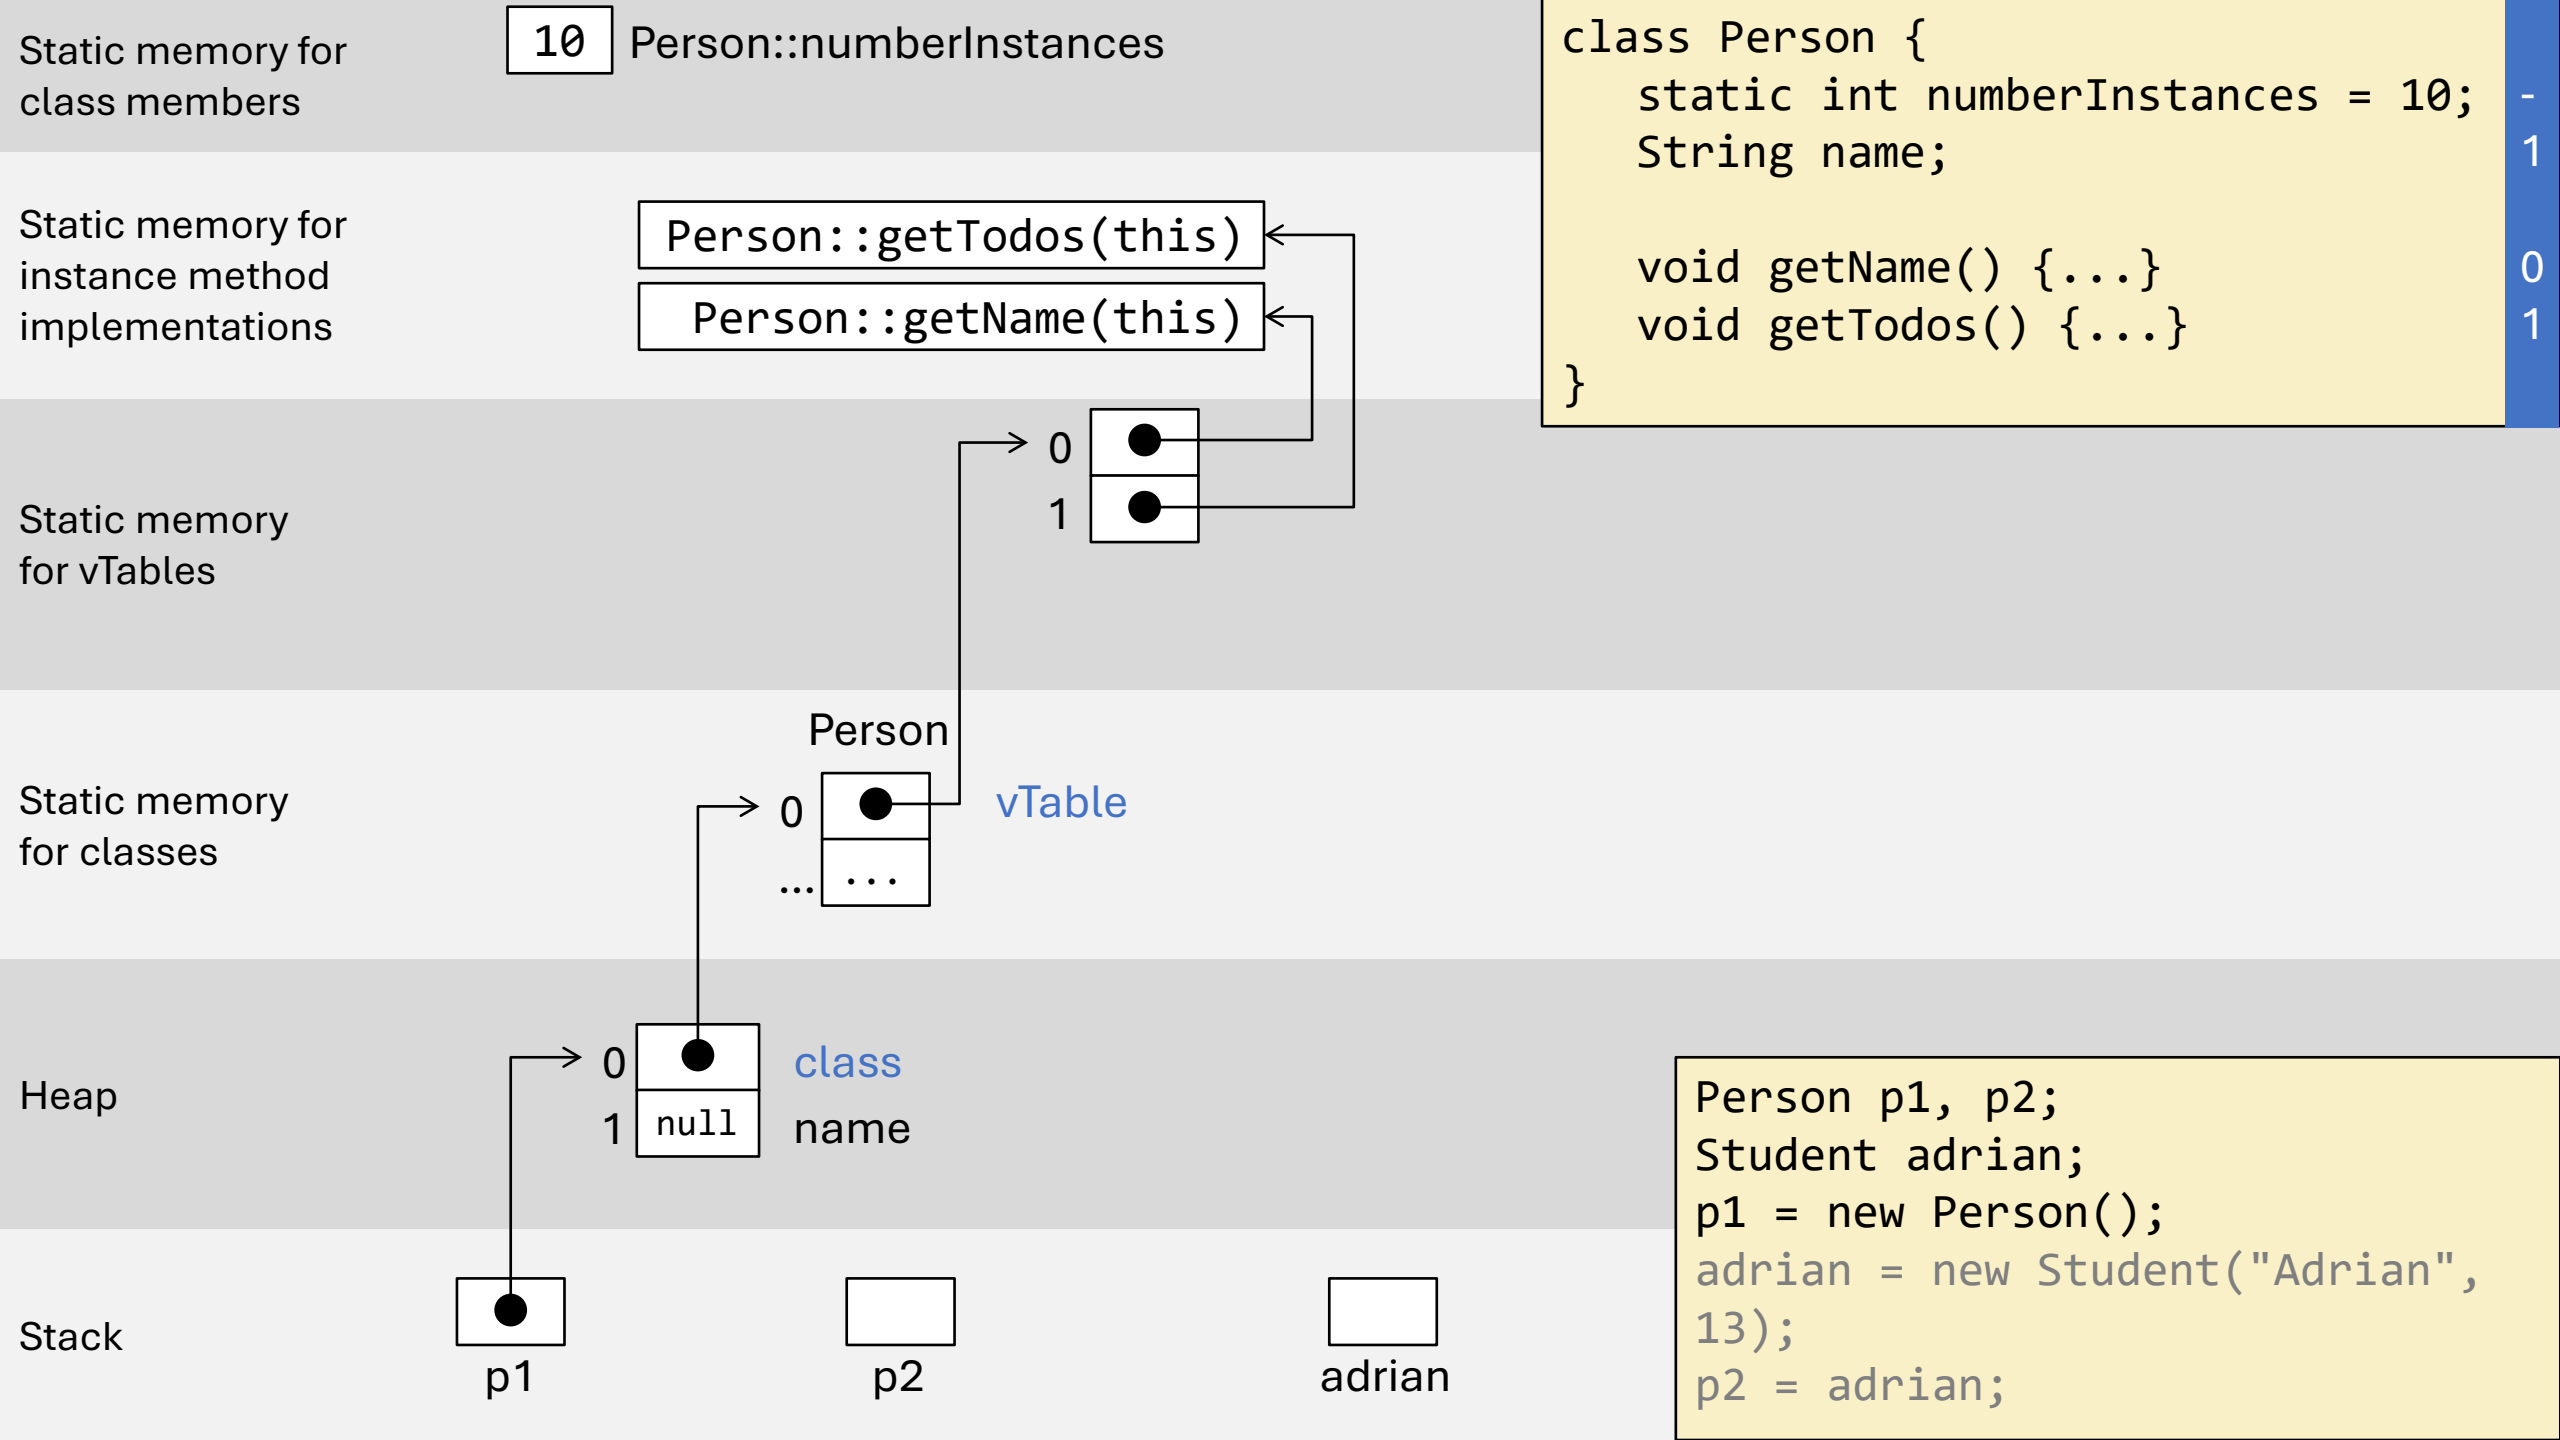 Static memory for
class members
10 Person::numberInstances
class Person {
static int numberInstances = 10; -
String name; 1
void getName() {...} 0
void getTodos() {...} 1
}
Static memory for
instance method
implementations
Person::getTodos(this)
Person::getName(this)
Static memory
for vTables
0
1
Static memory
for classes
Person
0 vTable
... ...
Heap
0 class
1 null name
Stack
p1
p2
adrian
Person p1, p2;
Student adrian;
p1 = new Person();
adrian = new Student("Adrian",
13);
p2 = adrian;